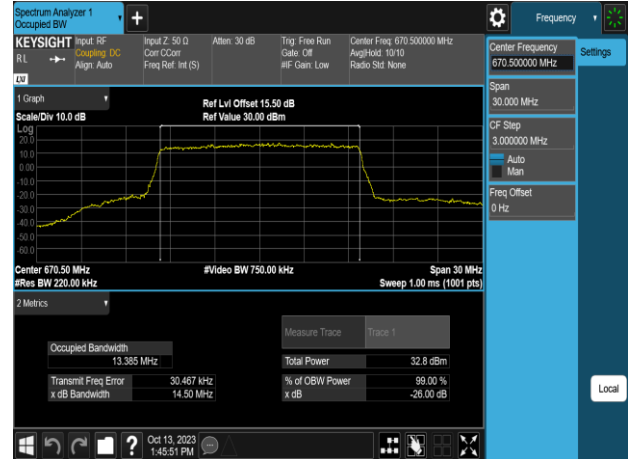 Spectrum Analyzer 1
Occupied BW
+
Frequency
KEYSIGHT
RL
Input: RF
Coupling: DC
Align: Auto
Input Z: 50 Ω
Corr CCorr
Freq Ref: Int (S)
Atten: 30 dB
Trig: Free Run
Gate: Off
#IF Gain: Low
Center Freq: 670.500000 MHz
Avg|Hold: 10/10
Radio Std: None
LXI
1 Graph
Scale/Div 10.0 dB
Ref Lvl Offset 15.50 dB
Ref Value 30.00 dBm
Log
20.0
10.0
0.00
-10.0
-20.0
-30.0
-40.0
-50.0
-60.0
Center 670.50 MHz
#Res BW 220.00 kHz
#Video BW 750.00 kHz
Span 30 MHz
Sweep 1.00 ms (1001 pts)
2 Metrics
Measure Trace
Trace 1
Occupied Bandwidth
13.385 MHz
Total Power
32.8 dBm
Transmit Freq Error
30.467 kHz
% of OBW Power
99.00 %
x dB Bandwidth
14.50 MHz
x dB
-26.00 dB
?
Oct 13, 2023
1:45:51 PM
Center Frequency
670.500000 MHz
Settings
Span
30.000 MHz
CF Step
3.000000 MHz
Auto
Man
Freq Offset
0 Hz
Local